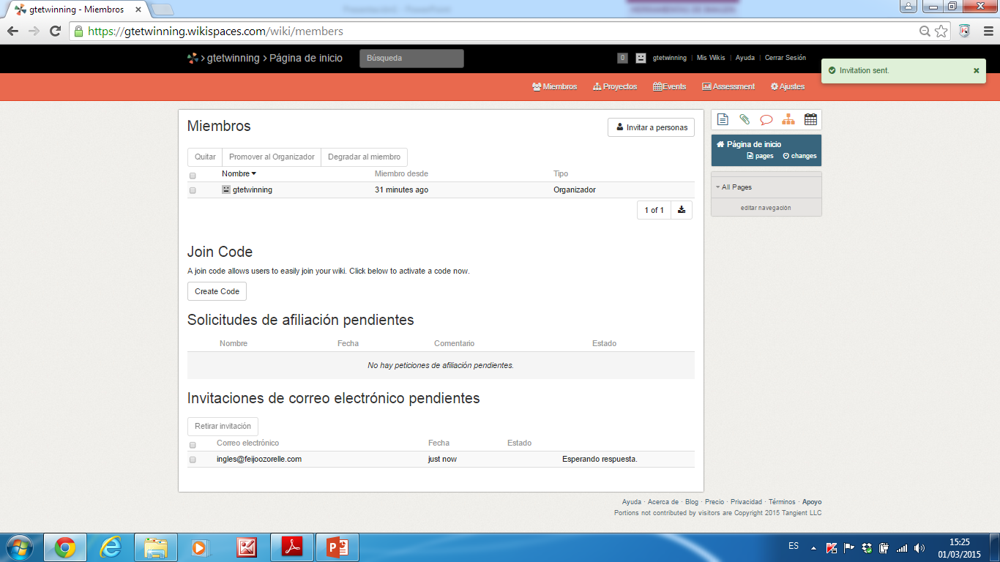 gtetwinning - Miembros
https://gtetwinning.wikispaces.com/wiki/members
gtetwinning > Página de inicio
Búsqueda
0 gtetwinning | Mis Wikis | Ayuda | Cerrar Sesión
Invitation sent.
Miembros Proyectos Events Assessment Ajustes
Miembros
Invitar a personas
Quitar Promover al Organizador Degradar al miembro
Nombre Miembro desde Tipo
gtetwinning 31 minutes ago Organizador
1 of 1
Join Code
A join code allows users to easily join your wiki. Click below to activate a code now.
Create Code
Solicitudes de afiliación pendientes
Nombre Fecha Comentario Estado
No hay peticiones de afiliación pendientes.
Invitaciones de correo electrónico pendientes
Retirar invitación
Correo electrónico Fecha Estado
ingles@feijoozorelle.com just now Esperando respuesta.
Página de inicio
pages changes
All Pages
editar navegación
Ayuda · Acerca de · Blog · Precio · Privacidad · Términos · Apoyo
Portions not contributed by visitors are Copyright 2015 Tangient LLC
ES
15:25
01/03/2015